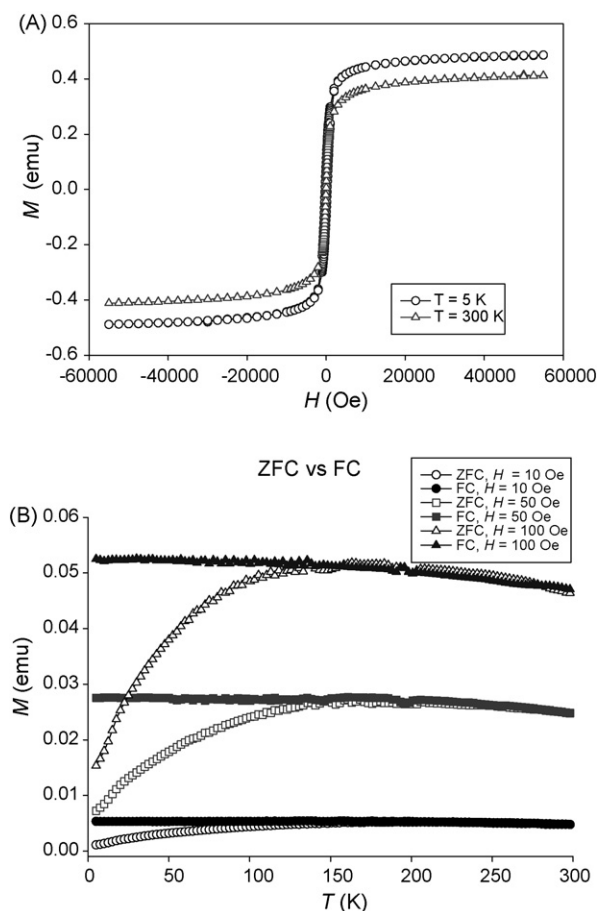 (A)
0.6
0.4
0.2
0.0
-0.2
-0.4
-0.6
M (emu)
T = 5 K
T = 300 K
-60000 -40000 -20000 0 20000 40000 60000
H (Oe)
ZFC vs FC
ZFC, H = 10 Oe
FC, H = 10 Oe
ZFC, H = 50 Oe
FC, H = 50 Oe
ZFC, H = 100 Oe
FC, H = 100 Oe
(B)
0.06
0.05
0.04
0.03
0.02
0.01
0.00
M (emu)
0 50 100 150 200 250 300
T (K)